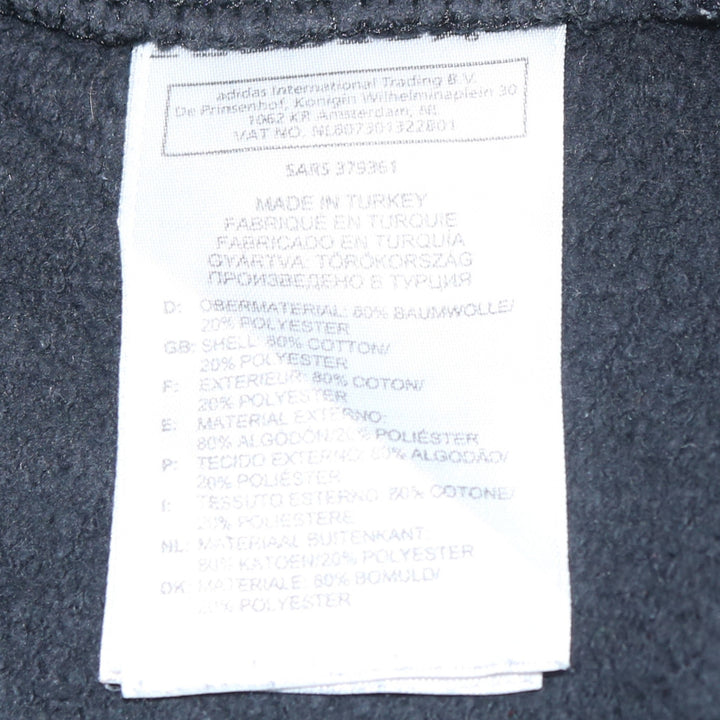 adidas International Trading B.V.
De Prinsenhof, Konigin Wilhelminaplein 30
1062 KR Amsterdam, NL
VAT NO. NL807301322B01
SARS 379361
MADE IN TURKEY
FABRIQUÉ EN TURQUIE
FABRICADO EN TURQUÍA
GYÁRTVA: TÖRÖKORSZÁG
ПРОИЗВЕДЕНО В ТУРЦИЯ
D: OBERMATERIAL: 80% BAUMWOLLE/
20% POLYESTER
GB: SHELL: 80% COTTON/
20% POLYESTER
F: EXTERIEUR: 80% COTON/
20% POLYESTER
E: MATERIAL EXTERNO:
80% ALGODÓN/20% POLIÉSTER
P: TECIDO EXTERNO: 80% ALGODÃO/
20% POLIÉSTER
I: TESSUTO ESTERNO: 80% COTONE/
20% POLIESTERE
NL: MATERIAAL BUITENKANT:
80% KATOEN/20% POLYESTER
DK: MATERIALE: 80% BOMULD/
20% POLYESTER